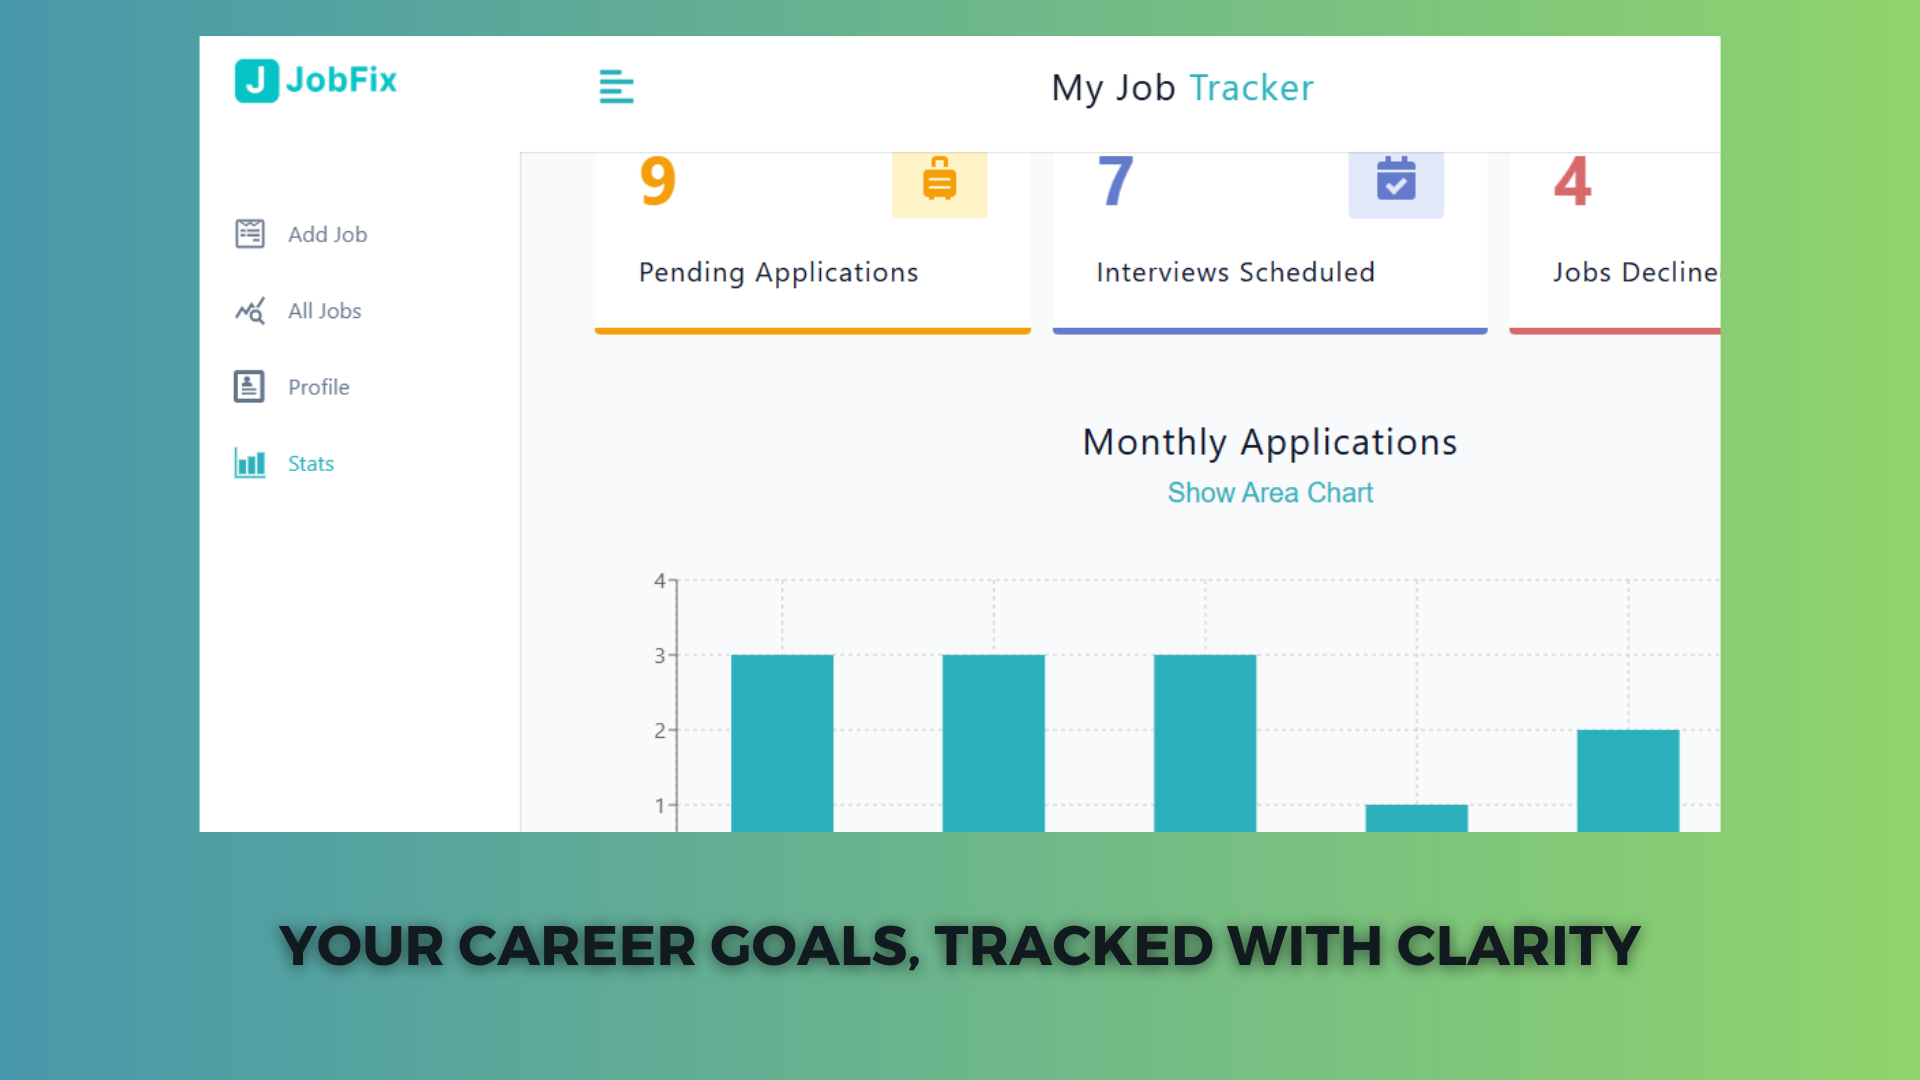 J JobFix
My Job Tracker
9
7
4
Pending Applications
Interviews Scheduled
Jobs Decline
Add Job
All Jobs
Profile
Stats
Monthly Applications
Show Area Chart
4
3
2
1
YOUR CAREER GOALS, TRACKED WITH CLARITY